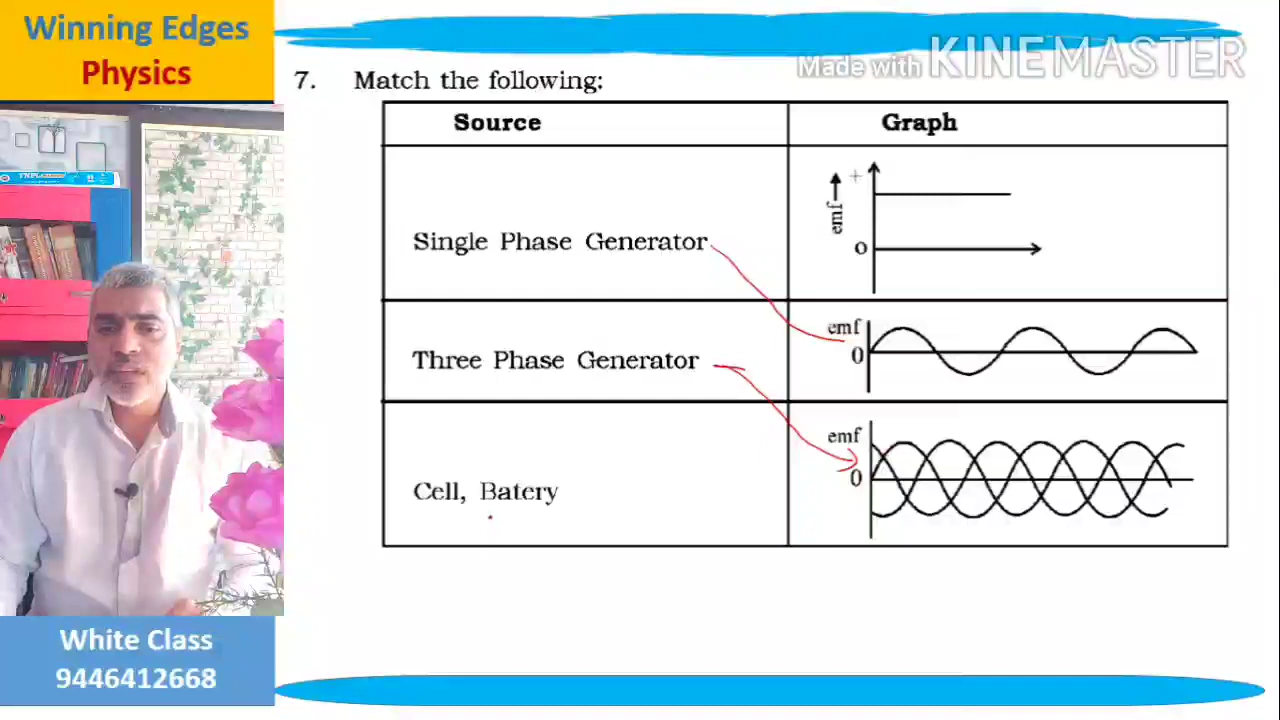 Winning Edges
Physics
Made with KINEMASTER
7. Match the following:
Source Graph
+
emf
o
Single Phase Generator
emf
0
Three Phase Generator
emf
0
Cell, Batery
White Class
9446412668